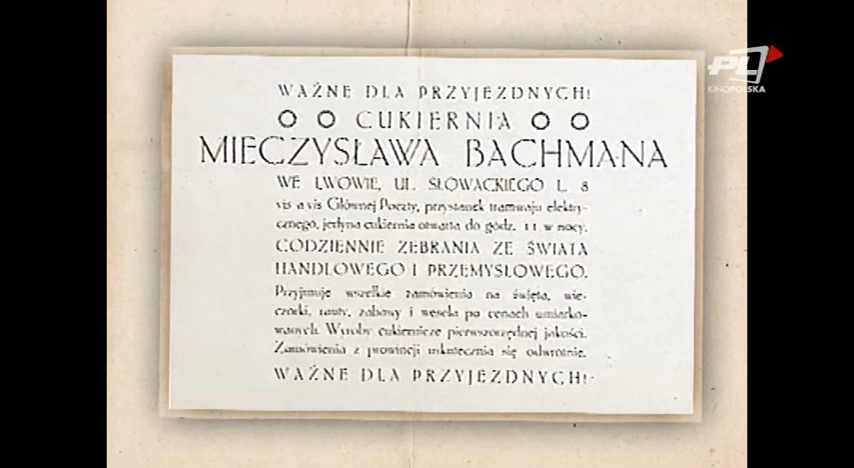 PL
KINOPOLSKA
WAŻNE DLA PRZYJEZDNYCH!
CUKIERNIA
MIECZYSŁAWA BACHMANA
WE LWOWIE, UL. SŁOWACKIEGO L. 8
vis a vis Głównej Poczty, przystanek tramwaju elektry-
cznego, jedyna cukiernia otwarta do godz. 11 w nocy.
CODZIENNIE ZEBRANIA ZE ŚWIATA
HANDLOWEGO I PRZEMYSŁOWEGO.
Przyjmuje wszelkie zamówienia na święta, wie-
czorki, rauty, zabawy i wesela po cenach umiarko-
wanych. Wyroby cukiernicze pierwszorzędnej jakości.
Zamówienia z prowincji uskutecznia się odwrotnie.
WAŻNE DLA PRZYJEZDNYCH!